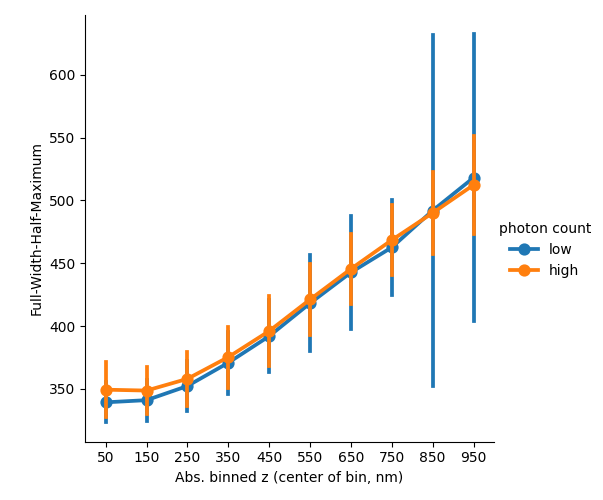 Full-Width-Half-Maximum
600
550
500
450
400
350
50 150 250 350 450 550 650 750 850 950
Abs. binned z (center of bin, nm)
photon count
low
high